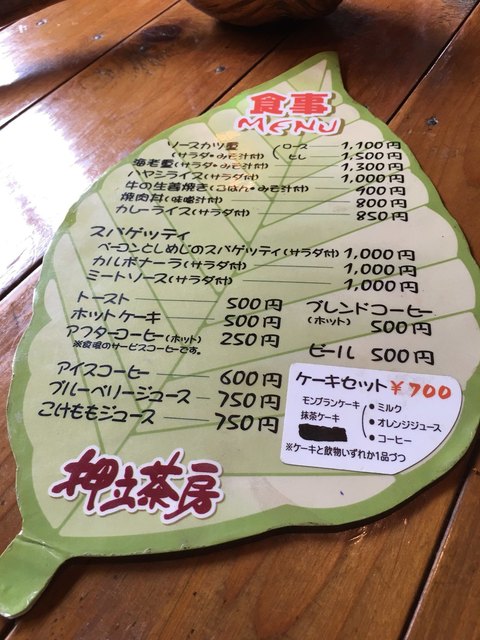 食事
MENU
ソースカツ重 ロース 1,100円
(サラダ・みそ汁付) ヒレ 1,500円
海老重(サラダ・みそ汁付) 1,300円
ハヤシライス(サラダ付) 1,000円
牛の生姜焼き(ごはん・みそ汁付) 900円
焼肉丼(味噌汁付) 800円
カレーライス(サラダ付) 850円
スパゲッティ
ベーコンとしめじのスパゲッティ(サラダ付) 1,000円
カルボナーラ(サラダ付) 1,000円
ミートソース(サラダ付) 1,000円
トースト 500円
ホットケーキ 500円
アフターコーヒー(ホット) 250円
※食後のサービスコーヒーです。
ブレンドコーヒー
(ホット) 500円
ビール 500円
アイスコーヒー 600円
ブルーベリージュース 750円
こけももジュース 750円
ケーキセット ¥700
モンブランケーキ
抹茶ケーキ
• ミルク
• オレンジジュース
• コーヒー
※ケーキと飲物いずれか1品づつ
押立茶房